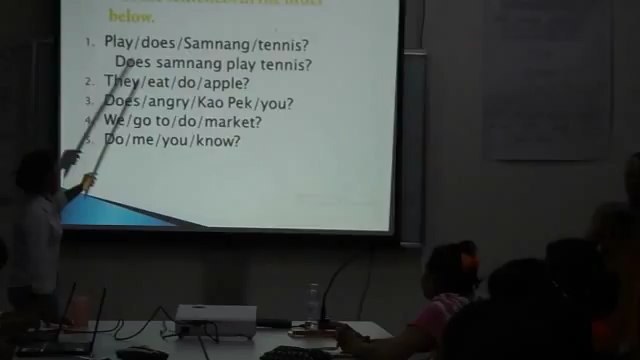 below.
1. Play/does/Samnang/tennis?
Does samnang play tennis?
2. They/eat/do/apple?
3. Does/angry/Kao Pek/you?
4. We/go to/do/market?
5. Do/me/you/know?